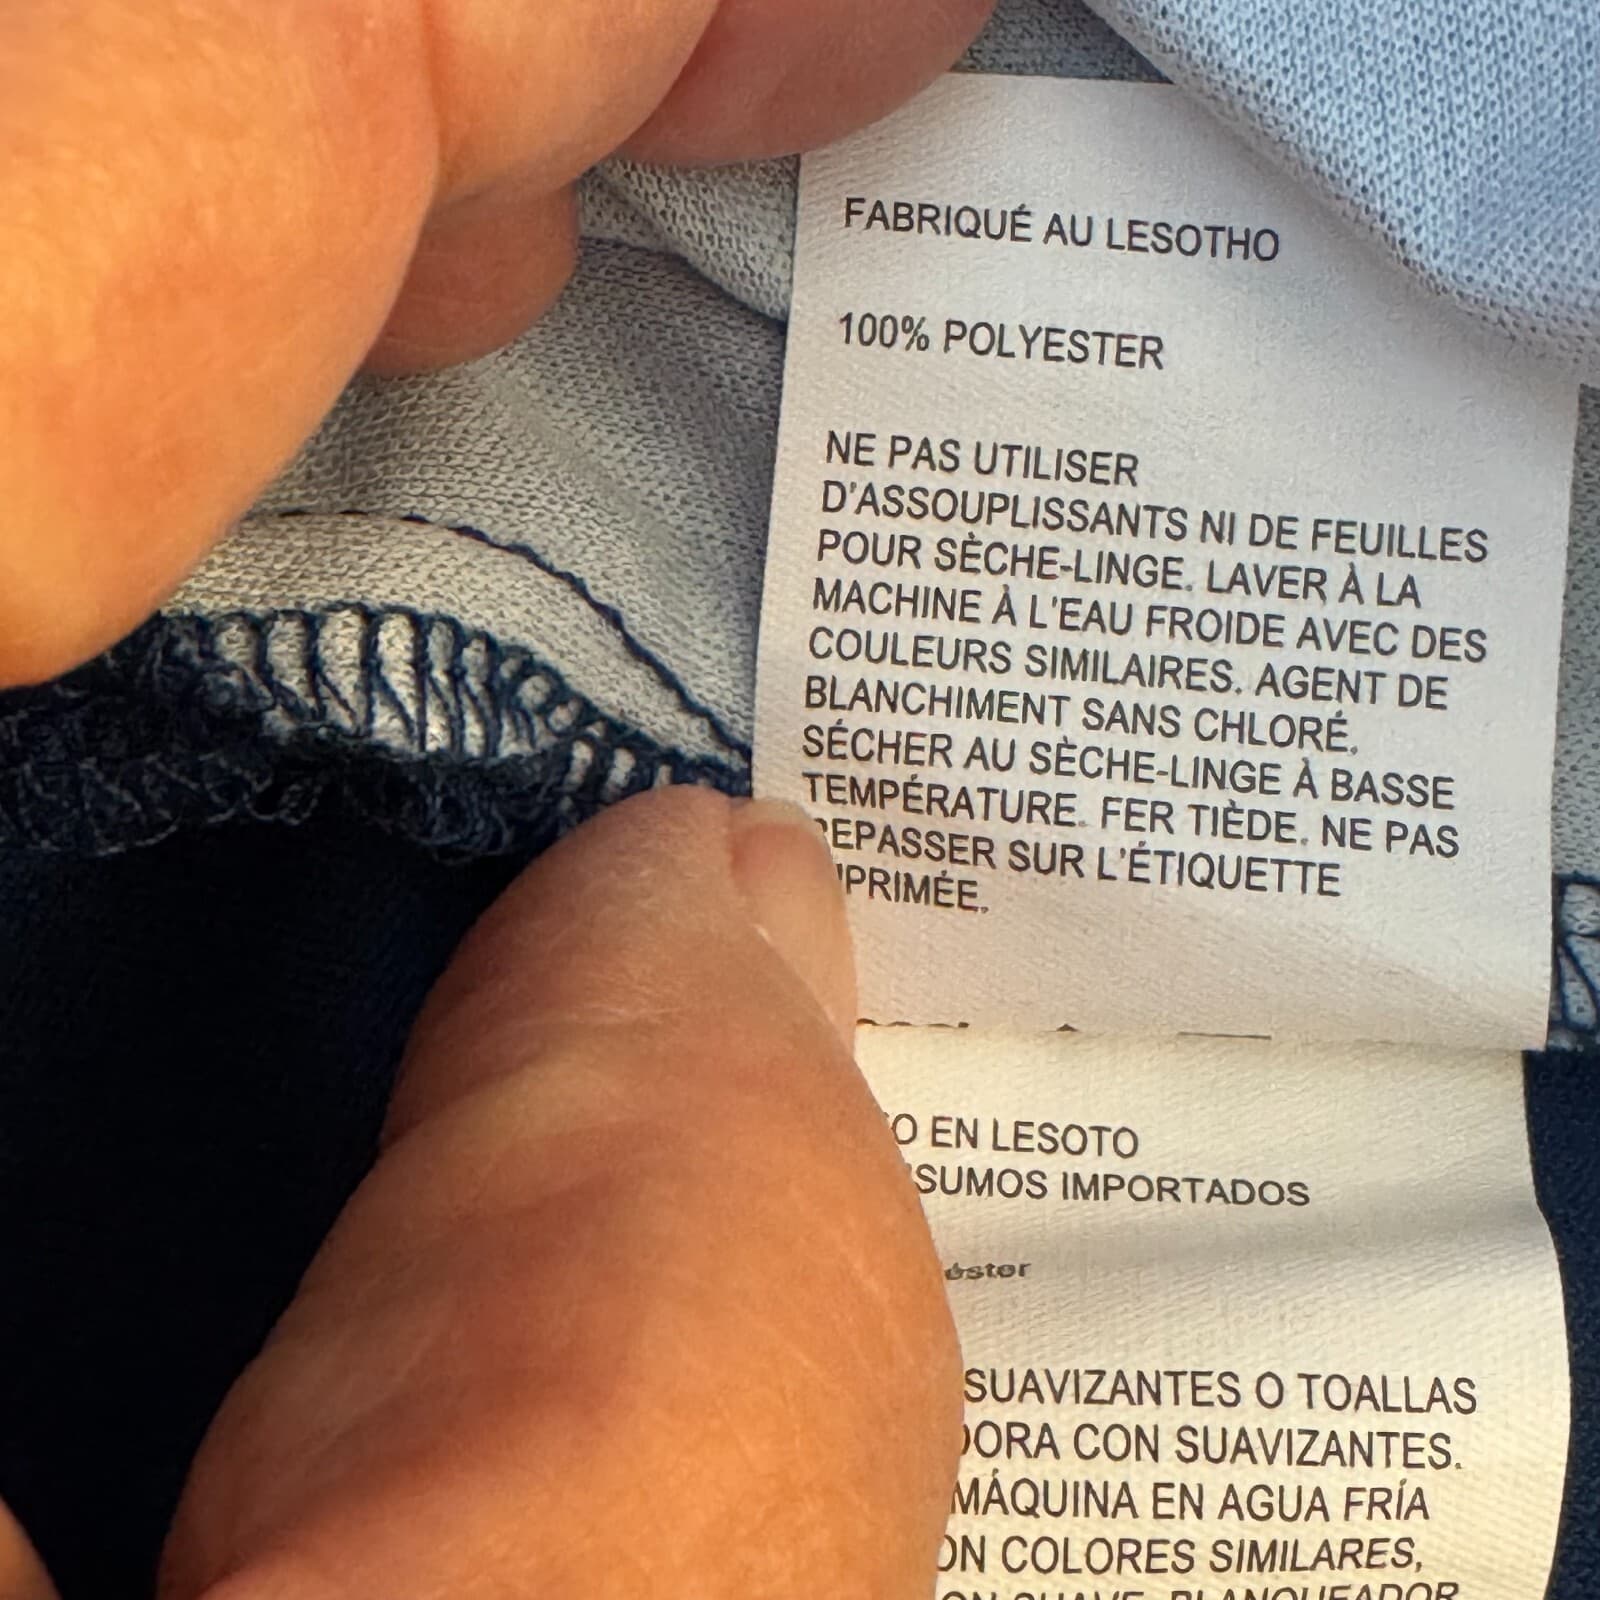 FABRIQUÉ AU LESOTHO
100% POLYESTER
NE PAS UTILISER
D'ASSOUPLISSANTS NI DE FEUILLES
POUR SÈCHE-LINGE. LAVER À LA
MACHINE À L'EAU FROIDE AVEC DES
COULEURS SIMILAIRES. AGENT DE
BLANCHIMENT SANS CHLORÉ.
SÉCHER AU SÈCHE-LINGE À BASSE
TEMPÉRATURE. FER TIÈDE. NE PAS
REPASSER SUR L'ÉTIQUETTE
PRIMÉE.
O EN LESOTO
SUMOS IMPORTADOS
éster
SUAVIZANTES O TOALLAS
DORA CON SUAVIZANTES.
MÁQUINA EN AGUA FRÍA
ON COLORES SIMILARES,
BLANQUEADOR